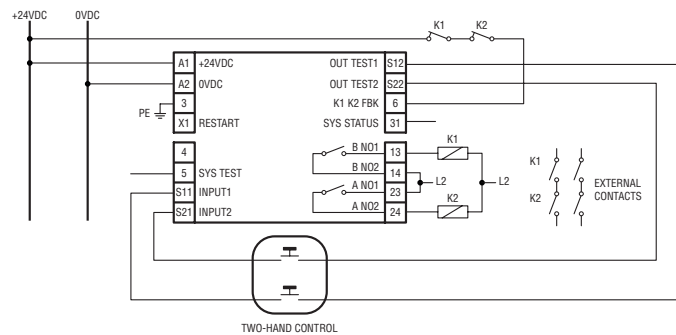 +24VDC 0VDC
K1 K2
A1 +24VDC OUT TEST1 S12
A2 0VDC OUT TEST2 S22
3 K1 K2 FBK 6
PE
X1 RESTART SYS STATUS 31
4 B NO1 13 K1
5 SYS TEST B NO2 14
S11 INPUT1 A NO1 23 L2 L2
S21 INPUT2 A NO2 24 K2
K1
K2
EXTERNAL
CONTACTS
TWO-HAND CONTROL